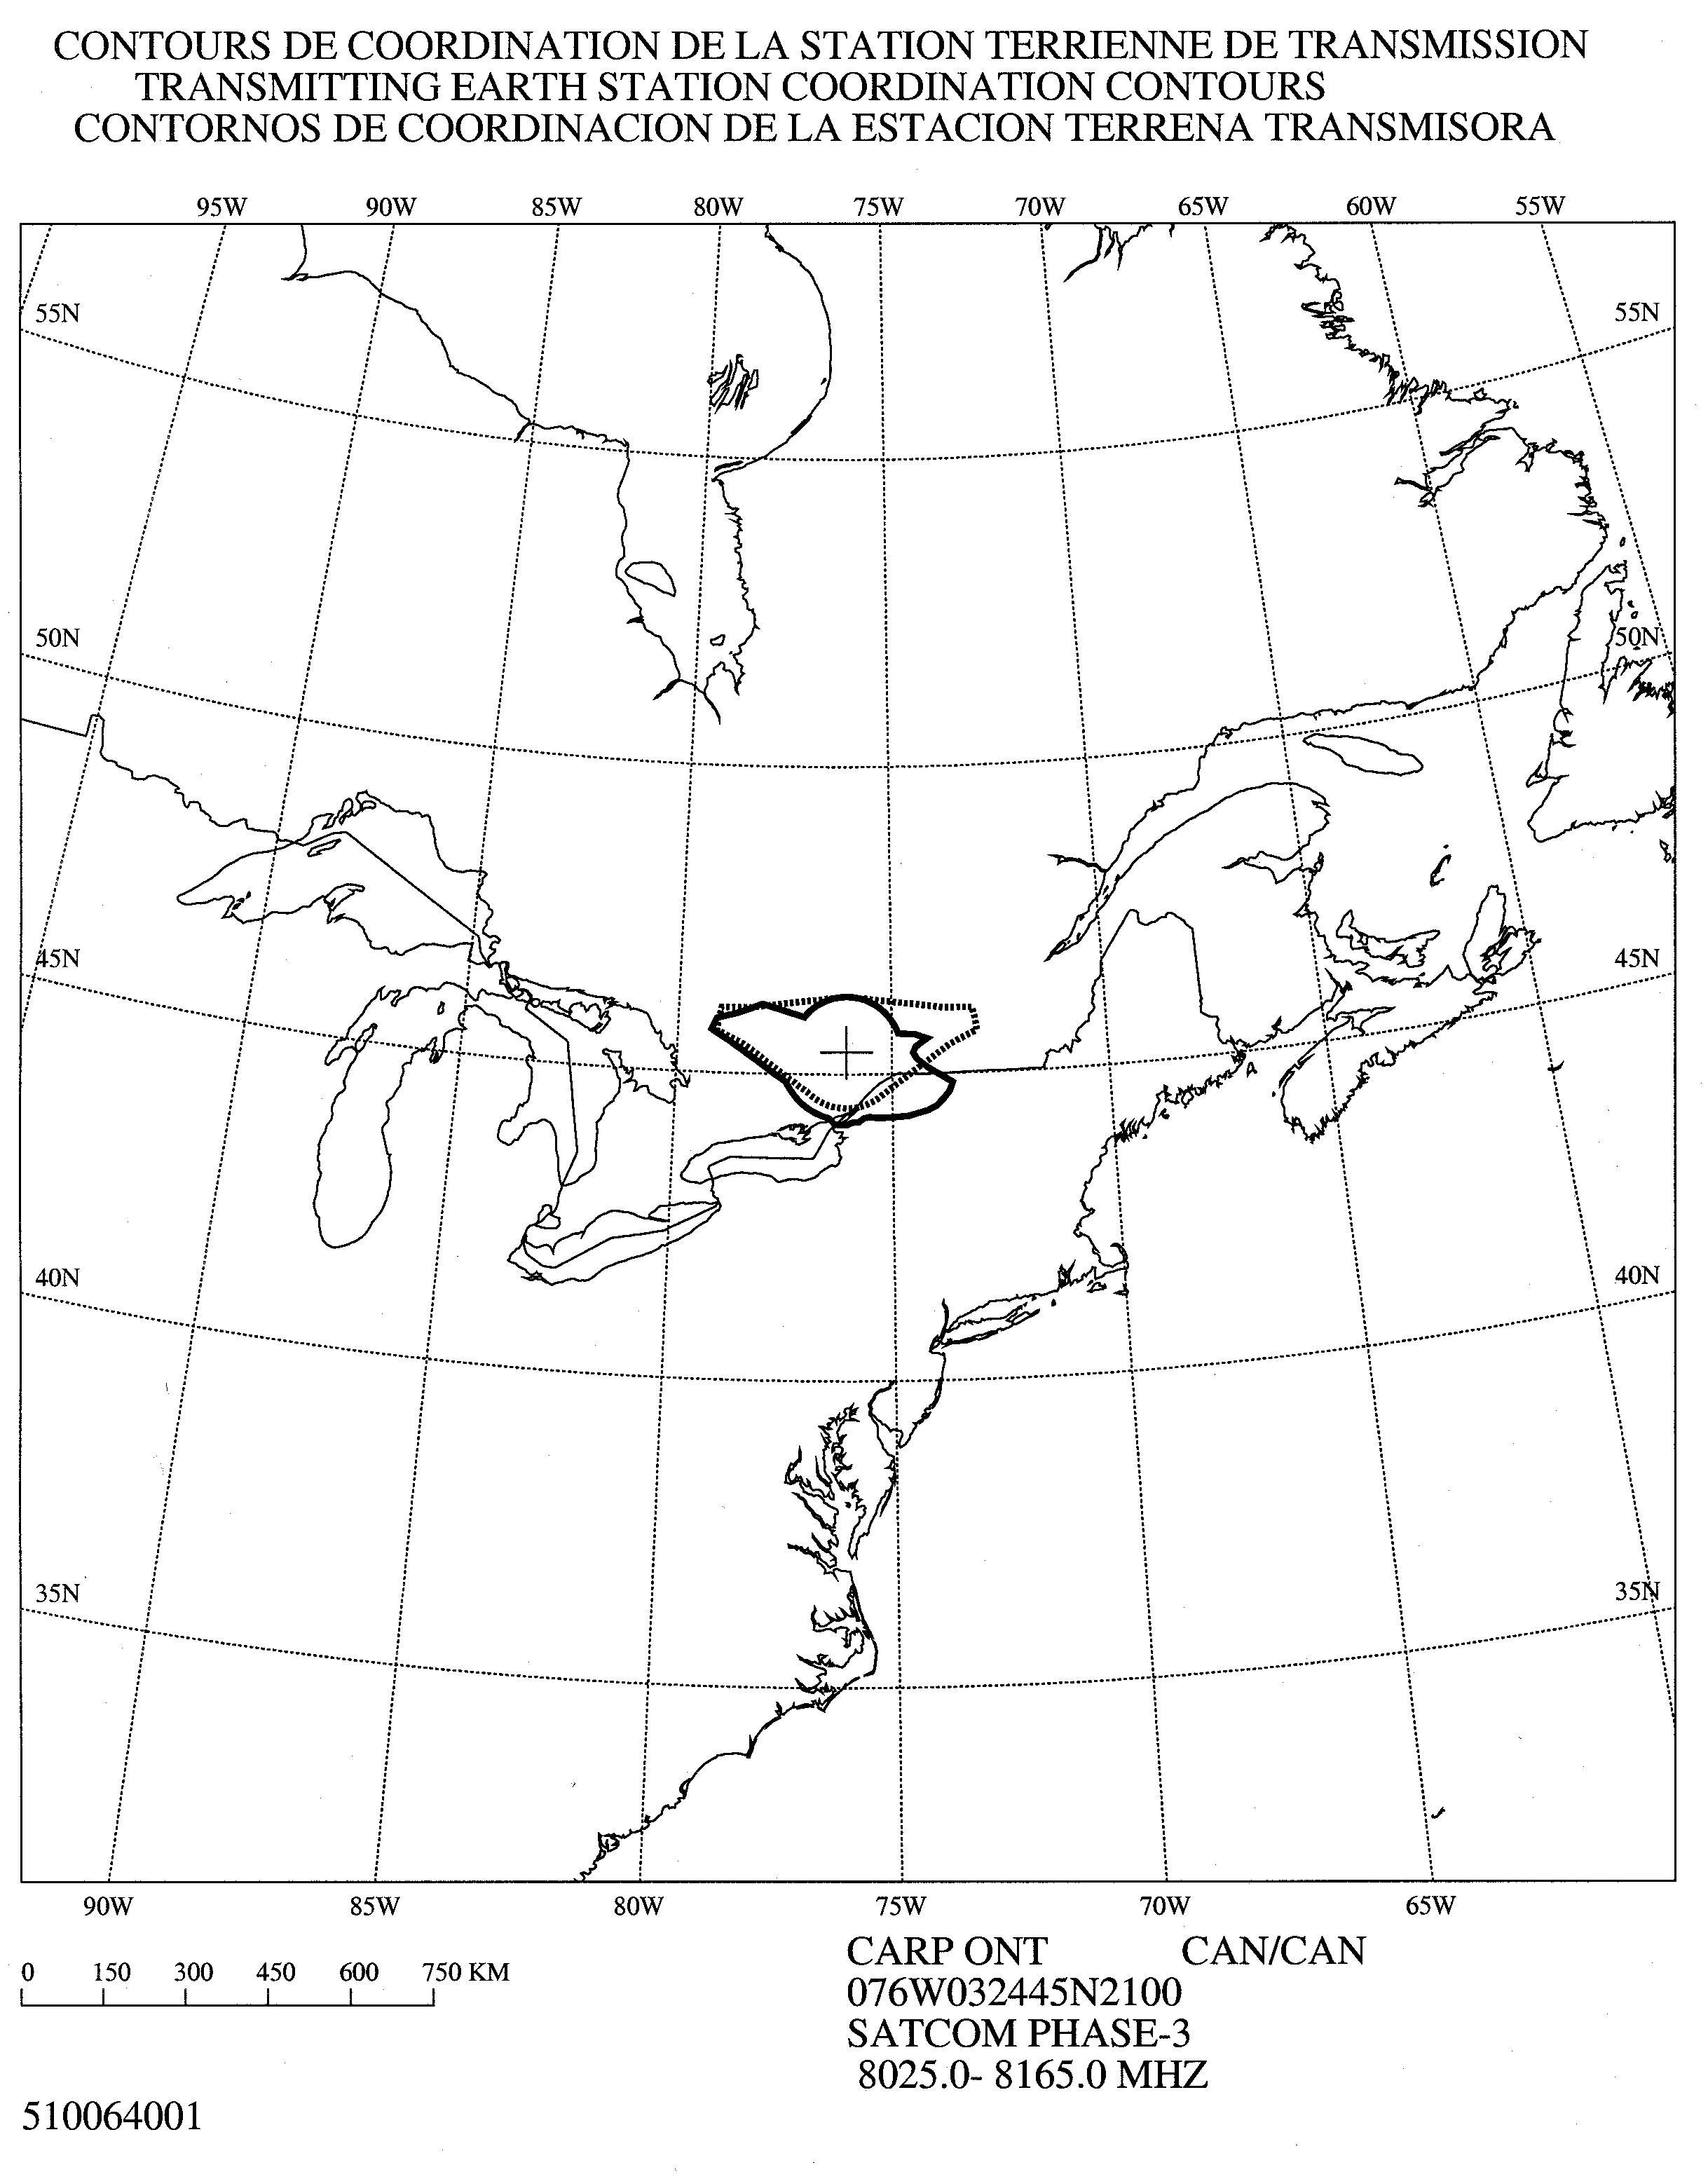 CONTOURS DE COORDINATION DE LA STATION TERRIENNE DE TRANSMISSION
TRANSMITTING EARTH STATION COORDINATION CONTOURS
CONTORNOS DE COORDINACION DE LA ESTACION TERRENA TRANSMISORA
95W 90W 85W 80W 75W 70W 65W 60W 55W
55N 55N
50N 50N
45N 45N
40N 40N
35N 35N
90W 85W 80W 75W 70W 65W
0 150 300 450 600 750 KM
CARP ONT CAN/CAN
076W032445N2100
SATCOM PHASE-3
8025.0- 8165.0 MHZ
510064001